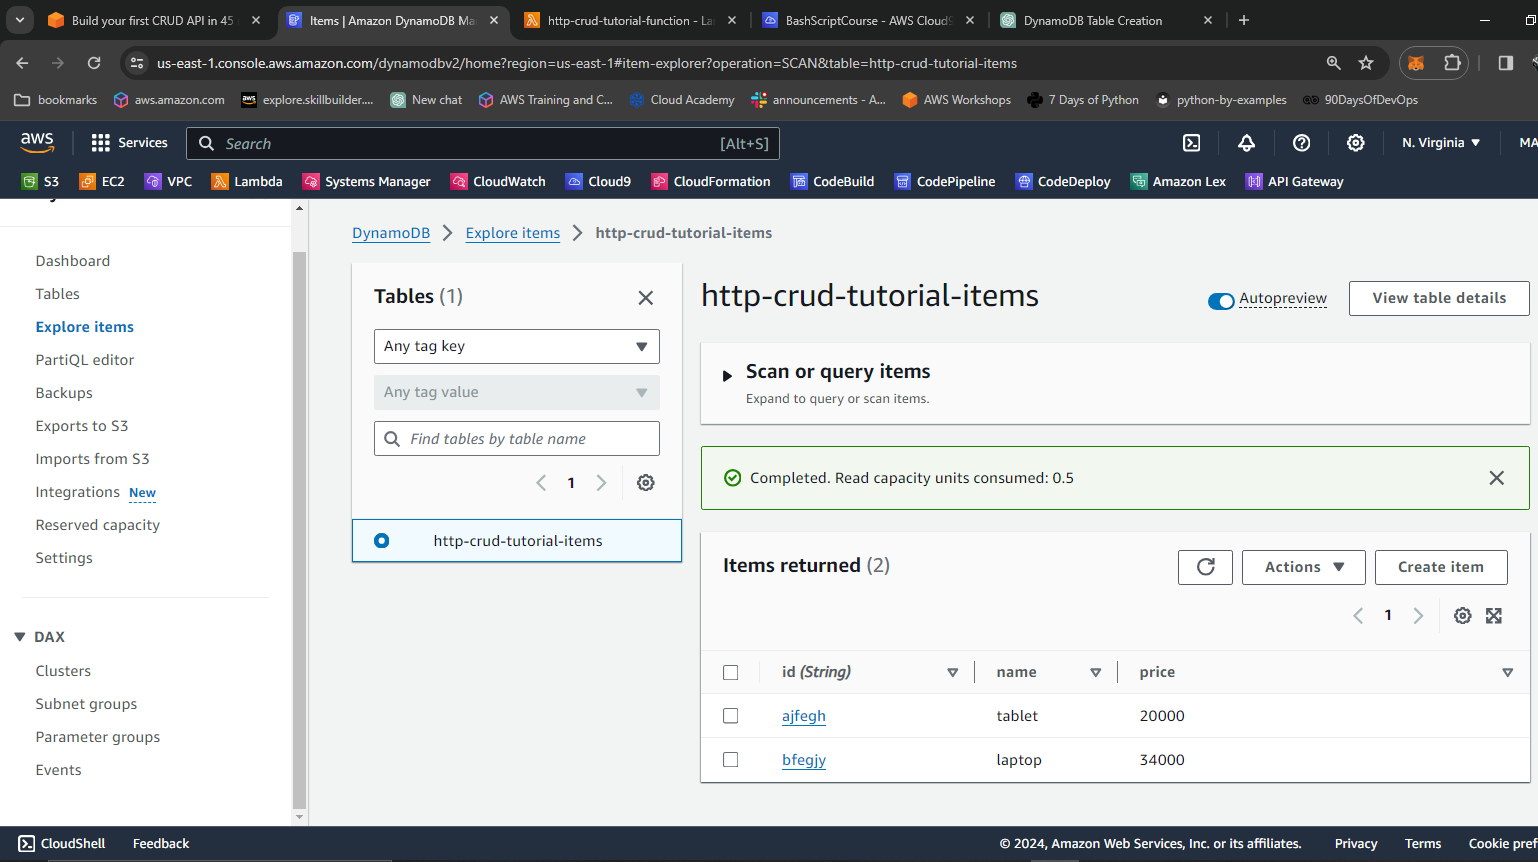 Build your first CRUD API in 45
Items | Amazon DynamoDB Ma
http-crud-tutorial-function - La
BashScriptCourse - AWS Cloud9
DynamoDB Table Creation
us-east-1.console.aws.amazon.com/dynamodbv2/home?region=us-east-1#item-explorer?operation=SCAN&table=http-crud-tutorial-items
bookmarks
aws.amazon.com
explore.skillbuilder....
New chat
AWS Training and C...
Cloud Academy
announcements - A...
AWS Workshops
7 Days of Python
python-by-examples
90DaysOfDevOps
aws
Services
Search
[Alt+S]
N. Virginia
MA
S3
EC2
VPC
Lambda
Systems Manager
CloudWatch
Cloud9
CloudFormation
CodeBuild
CodePipeline
CodeDeploy
Amazon Lex
API Gateway
Dashboard
Tables
Explore items
PartiQL editor
Backups
Exports to S3
Imports from S3
Integrations New
Reserved capacity
Settings
DAX
Clusters
Subnet groups
Parameter groups
Events
DynamoDB
Explore items
http-crud-tutorial-items
Tables (1)
Any tag key
Any tag value
Find tables by table name
1
http-crud-tutorial-items
http-crud-tutorial-items
Autopreview
View table details
Scan or query items
Expand to query or scan items.
Completed. Read capacity units consumed: 0.5
Items returned (2)
Actions
Create item
1
id (String)
name
price
ajfegh
tablet
20000
bfegjy
laptop
34000
CloudShell
Feedback
© 2024, Amazon Web Services, Inc. or its affiliates.
Privacy
Terms
Cookie pref